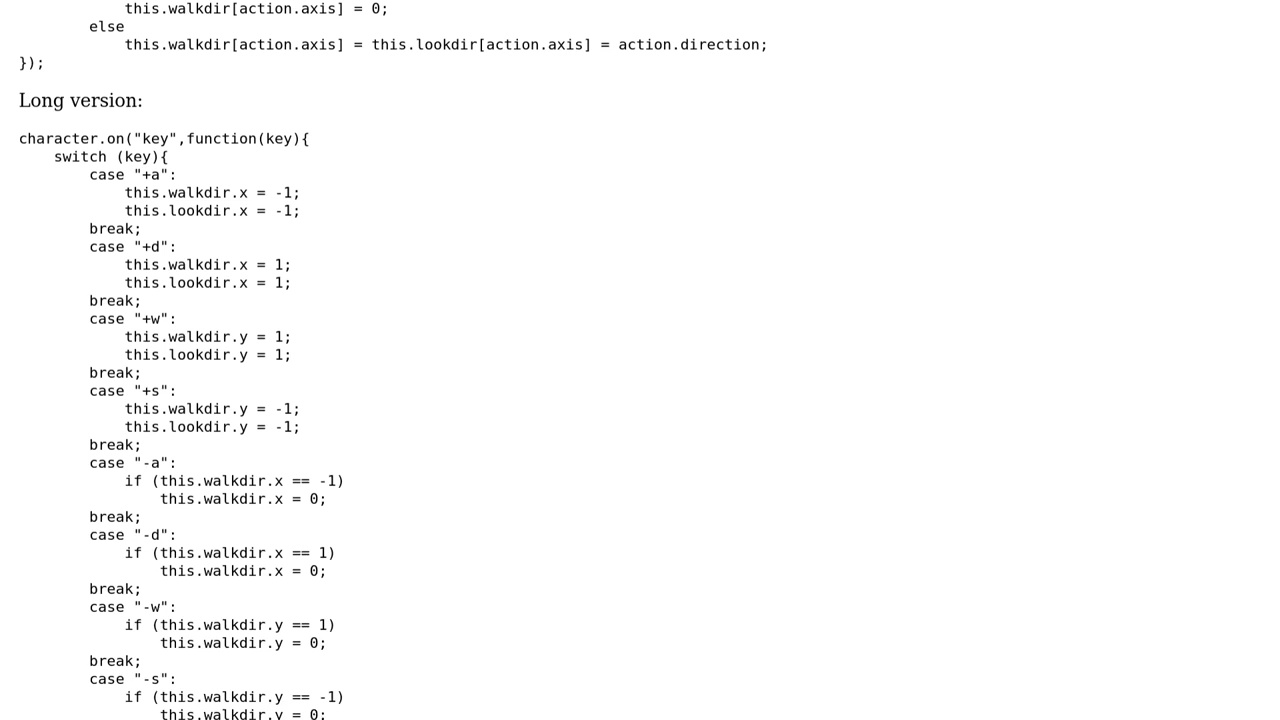 this.walkdir[action.axis] = 0;
        else
            this.walkdir[action.axis] = this.lookdir[action.axis] = action.direction;
});
Long version:
character.on("key",function(key){
    switch (key){
        case "+a":
            this.walkdir.x = -1;
            this.lookdir.x = -1;
        break;
        case "+d":
            this.walkdir.x = 1;
            this.lookdir.x = 1;
        break;
        case "+w":
            this.walkdir.y = 1;
            this.lookdir.y = 1;
        break;
        case "+s":
            this.walkdir.y = -1;
            this.lookdir.y = -1;
        break;
        case "-a":
            if (this.walkdir.x == -1)
                this.walkdir.x = 0;
        break;
        case "-d":
            if (this.walkdir.x == 1)
                this.walkdir.x = 0;
        break;
        case "-w":
            if (this.walkdir.y == 1)
                this.walkdir.y = 0;
        break;
        case "-s":
            if (this.walkdir.y == -1)
                this.walkdir.y = 0;